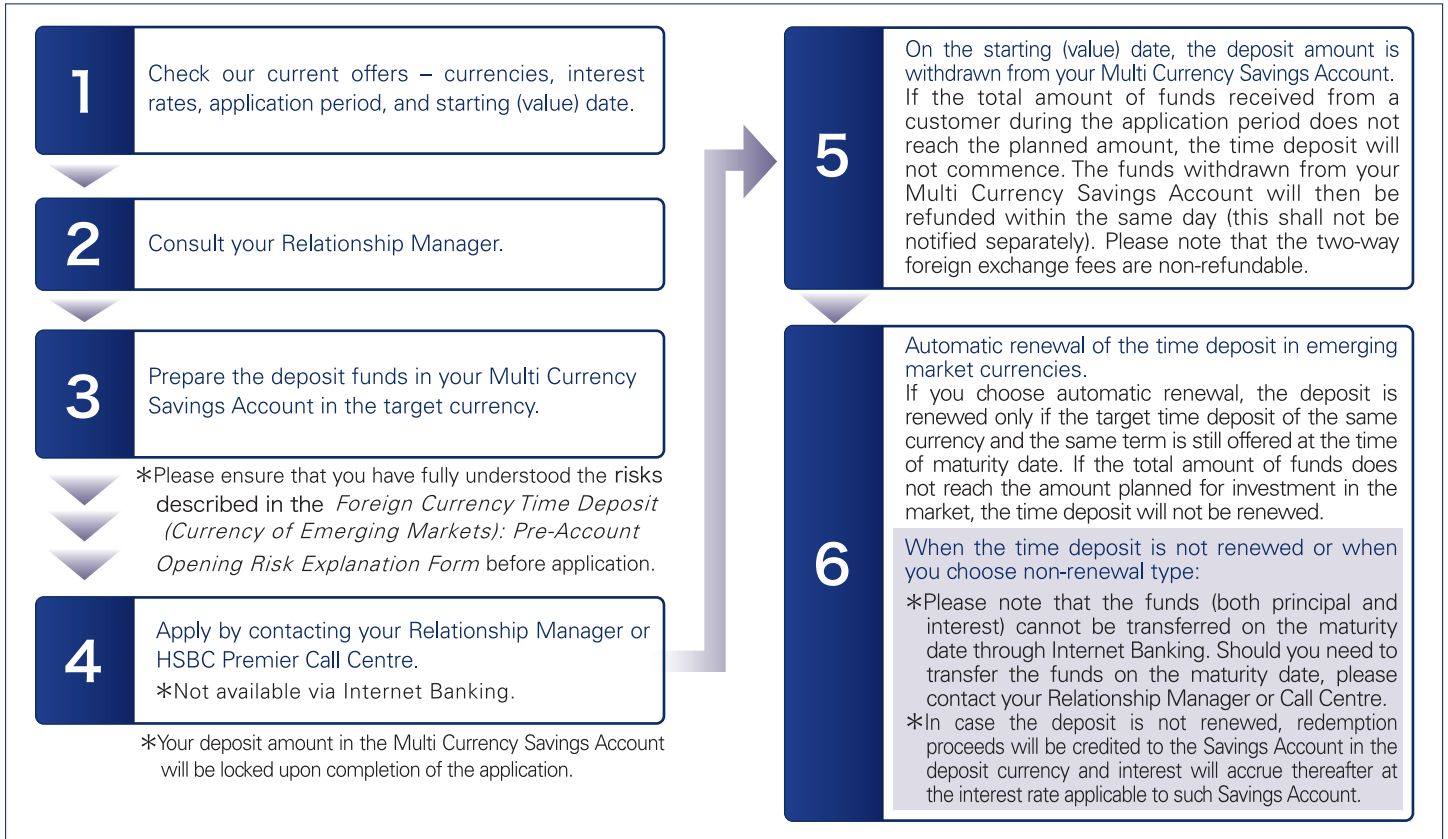 1
Check our current offers – currencies, interest
rates, application period, and starting (value) date.
2
Consult your Relationship Manager.
3
Prepare the deposit funds in your Multi Currency
Savings Account in the target currency.
*Please ensure that you have fully understood the risks
described in the Foreign Currency Time Deposit
(Currency of Emerging Markets): Pre-Account
Opening Risk Explanation Form before application.
4
Apply by contacting your Relationship Manager or
HSBC Premier Call Centre.
*Not available via Internet Banking.
*Your deposit amount in the Multi Currency Savings Account
will be locked upon completion of the application.
5
On the starting (value) date, the deposit amount is
withdrawn from your Multi Currency Savings Account.
If the total amount of funds received from a
customer during the application period does not
reach the planned amount, the time deposit will
not commence. The funds withdrawn from your
Multi Currency Savings Account will then be
refunded within the same day (this shall not be
notified separately). Please note that the two-way
foreign exchange fees are non-refundable.
6
Automatic renewal of the time deposit in emerging
market currencies.
If you choose automatic renewal, the deposit is
renewed only if the target time deposit of the same
currency and the same term is still offered at the time
of maturity date. If the total amount of funds does
not reach the amount planned for investment in the
market, the time deposit will not be renewed.
When the time deposit is not renewed or when
you choose non-renewal type:
*Please note that the funds (both principal and
interest) cannot be transferred on the maturity
date through Internet Banking. Should you need to
transfer the funds on the maturity date, please
contact your Relationship Manager or Call Centre.
*In case the deposit is not renewed, redemption
proceeds will be credited to the Savings Account in the
deposit currency and interest will accrue thereafter at
the interest rate applicable to such Savings Account.